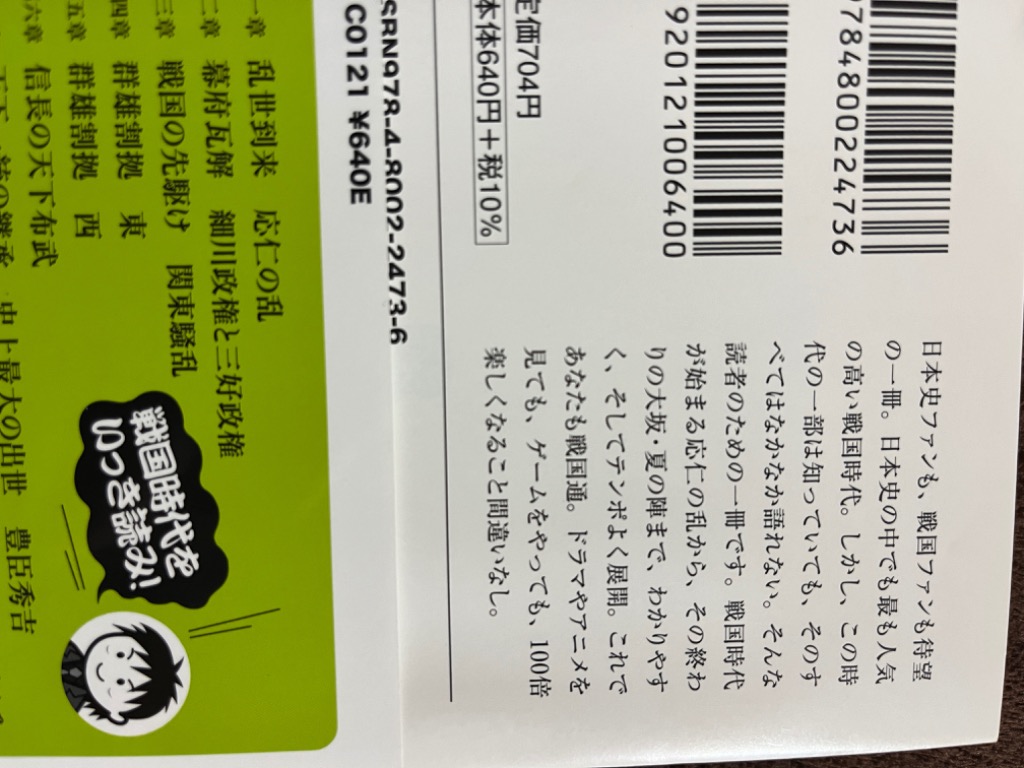 9784800224736
920121006400
定価704円
本体640円+税10%
ISBN978-4-8002-2473-6
C0121 ¥640E
日本史ファンも、戦国ファンも待望
の一冊。日本史の中でも最も人気
の高い戦国時代。しかし、この時
代の一部は知っていても、そのす
べてはなかなか語れない。そんな
読者のための一冊です。戦国時代
が始まる応仁の乱から、その終わ
りの大坂・夏の陣まで、わかりやす
く、そしてテンポよく展開。これで
あなたも戦国通。ドラマやアニメを
見ても、ゲームをやっても、100倍
楽しくなること間違いなし。
一章 乱世到来 応仁の乱
二章 幕府瓦解 細川政権と三好政権
三章 戦国の先駆け 関東騒乱
四章 群雄割拠 東
五章 群雄割拠 西
六章 信長の天下布武
史上最大の出世 豊臣秀吉
戦国時代を
いっき読み!